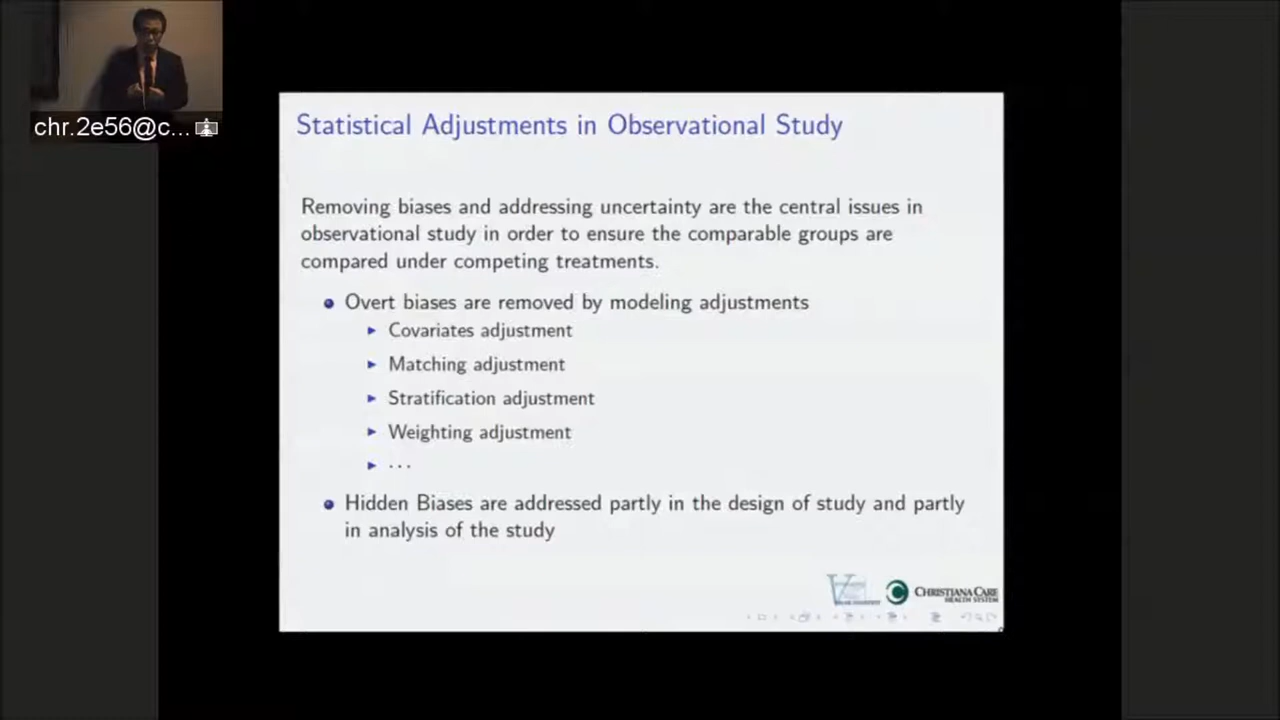 chr.2e56@c...
Statistical Adjustments in Observational Study
Removing biases and addressing uncertainty are the central issues in
observational study in order to ensure the comparable groups are
compared under competing treatments.
Overt biases are removed by modeling adjustments
Covariates adjustment
Matching adjustment
Stratification adjustment
Weighting adjustment
...
Hidden Biases are addressed partly in the design of study and partly
in analysis of the study
CHRISTIANA CARE
HEALTH SYSTEM